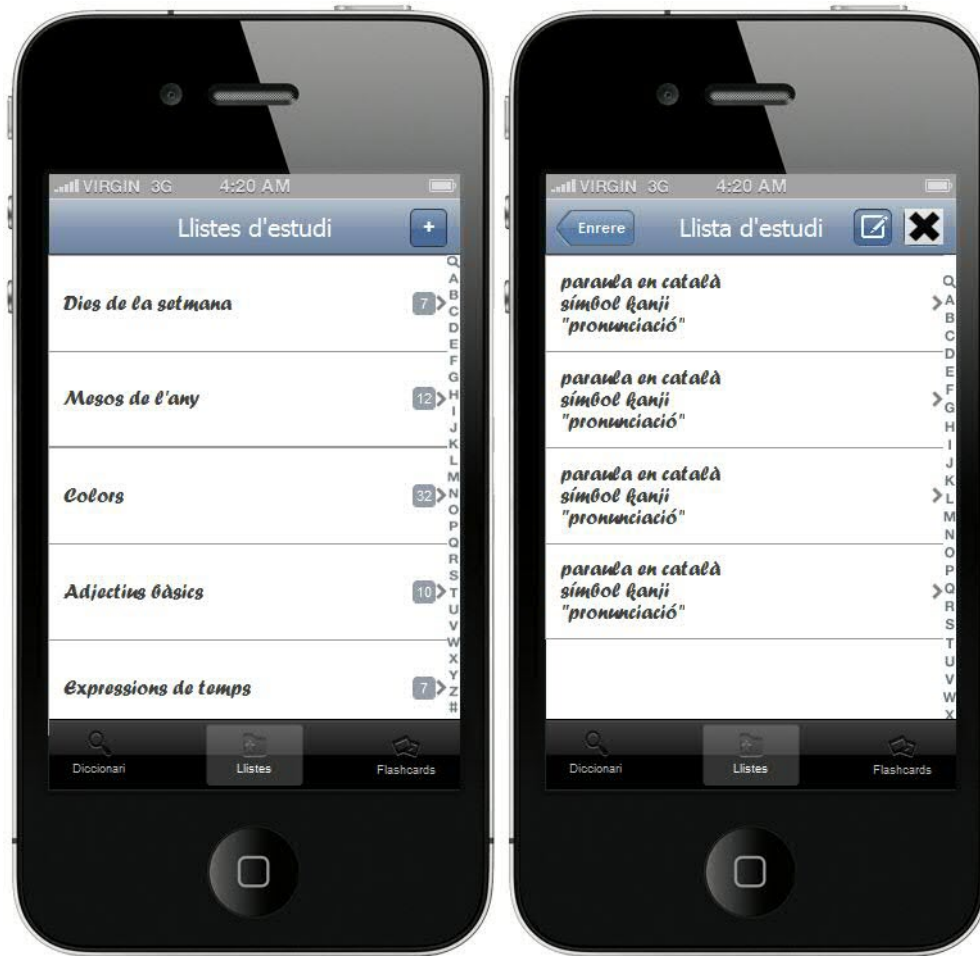 VIRGIN 3G 4:20 AM
Llistes d'estudi +
Dies de la setmana 7
Mesos de l'any 12
Colors 32
Adjectius bàsics 10
Expressions de temps 7
A
B
C
D
E
F
G
H
I
J
K
L
M
N
O
P
Q
R
S
T
U
V
W
X
Y
Z
#
Diccionari Llistes Flashcards
VIRGIN 3G 4:20 AM
Enrere Llista d'estudi
paraula en català
símbol kanji
"pronunciació"
paraula en català
símbol kanji
"pronunciació"
paraula en català
símbol kanji
"pronunciació"
paraula en català
símbol kanji
"pronunciació"
A
B
C
D
E
F
G
H
I
J
K
L
M
N
O
P
Q
R
S
T
U
V
W
X
Diccionari Llistes Flashcards